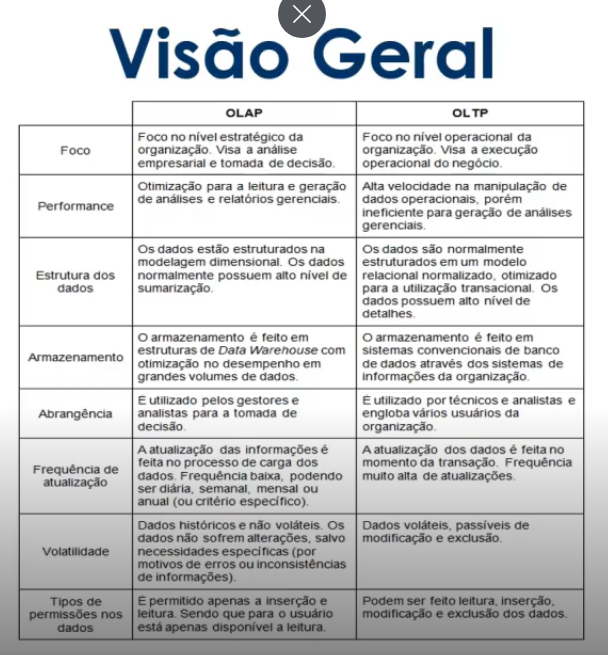 Visão Geral
OLAP
OLTP
Foco
Foco no nível estratégico da
organização. Visa a análise
empresarial e tomada de decisão.
Foco no nível operacional da
organização. Visa a execução
operacional do negócio.
Performance
Otimização para a leitura e geração
de análises e relatórios gerenciais.
Alta velocidade na manipulação de
dados operacionais, porém
ineficiente para geração de análises
gerenciais.
Estrutura dos
dados
Os dados estão estruturados na
modelagem dimensional. Os dados
normalmente possuem alto nível de
sumarização.
Os dados são normalmente
estruturados em um modelo
relacional normalizado, otimizado
para a utilização transacional. Os
dados possuem alto nível de
detalhes.
Armazenamento
O armazenamento é feito em
estruturas de Data Warehouse com
otimização no desempenho em
grandes volumes de dados.
O armazenamento é feito em
sistemas convencionais de banco
de dados através dos sistemas de
informações da organização.
Abrangência
É utilizado pelos gestores e
analistas para a tomada de
decisão.
É utilizado por técnicos e analistas e
engloba vários usuários da
organização.
Frequência de
atualização
A atualização das informações é
feita no processo de carga dos
dados. Frequência baixa, podendo
ser diária, semanal, mensal ou
anual (ou critério específico).
A atualização dos dados é feita no
momento da transação. Frequência
muito alta de atualizações.
Volatilidade
Dados históricos e não voláteis. Os
dados não sofrem alterações, salvo
necessidades específicas (por
motivos de erros ou inconsistências
de informações).
Dados voláteis, passíveis de
modificação e exclusão.
Tipos de
permissões nos
dados
É permitido apenas a inserção e
leitura. Sendo que para o usuário
está apenas disponível a leitura.
Podem ser feito leitura, inserção,
modificação e exclusão dos dados.